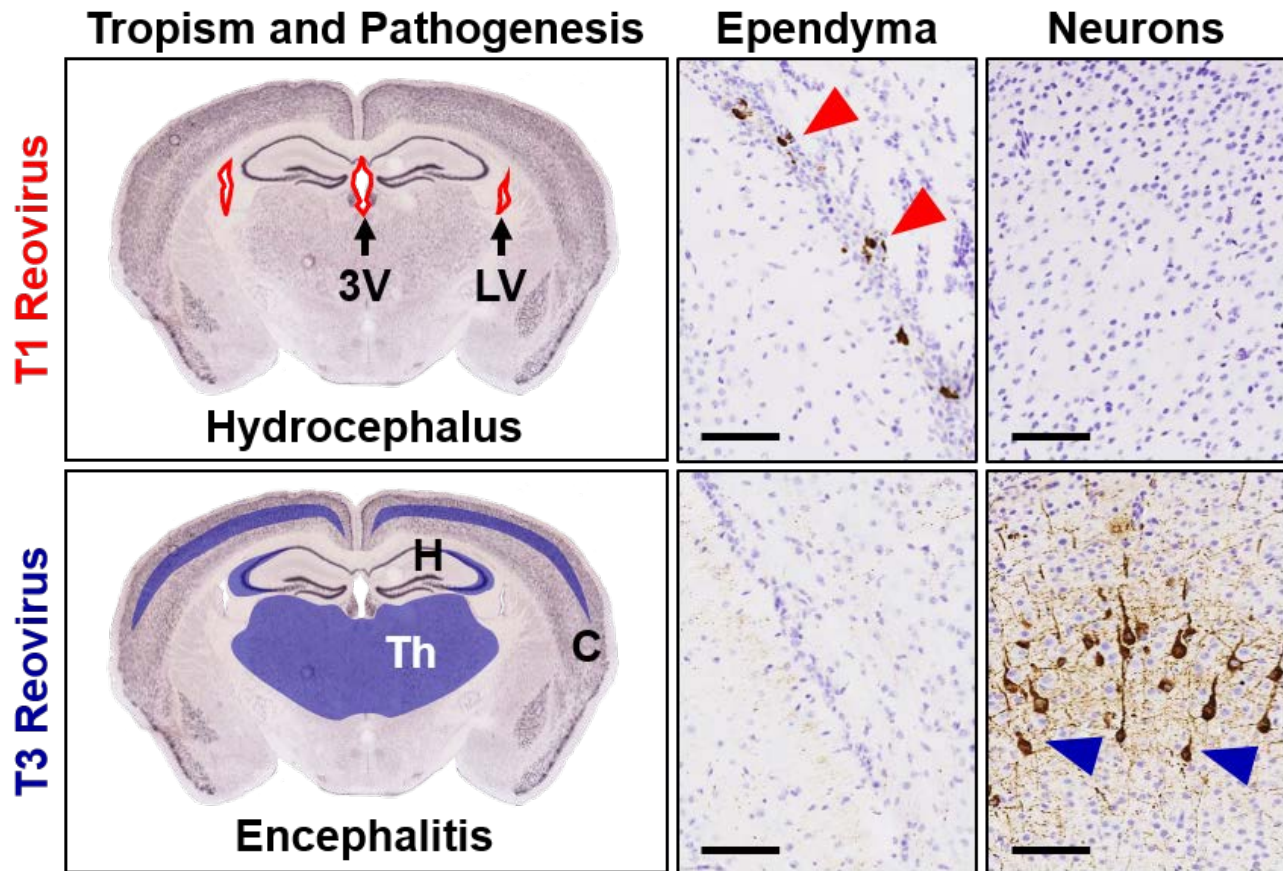 Tropism and Pathogenesis
Ependyma
Neurons
T1 Reovirus
3V
LV
Hydrocephalus
T3 Reovirus
H
Th
C
Encephalitis